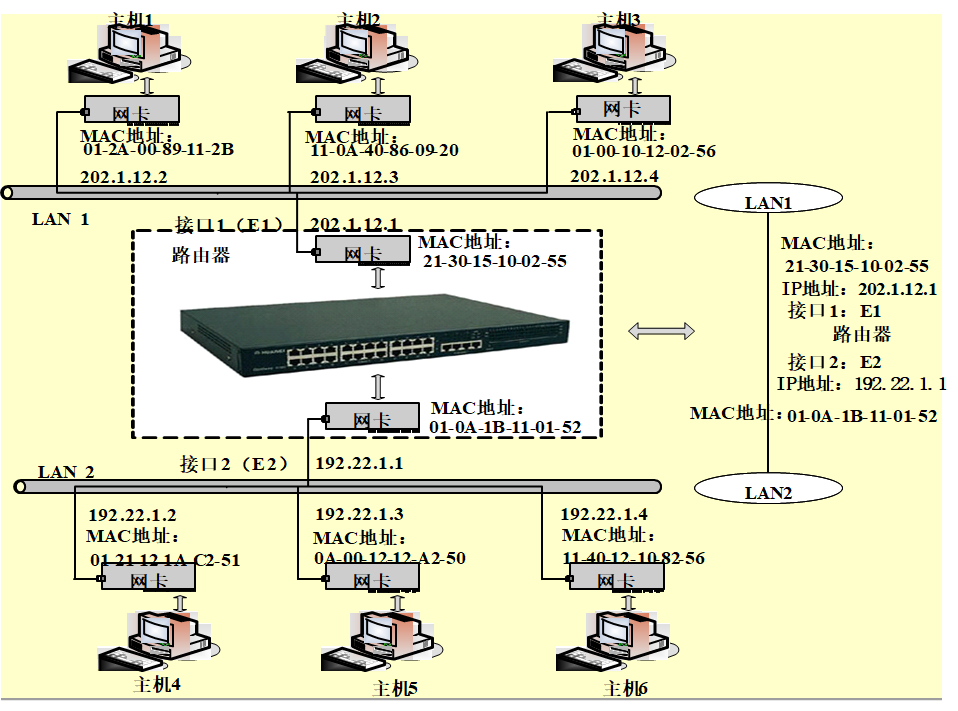 主机1 主机2 主机3
网卡 网卡 网卡
MAC地址： MAC地址： MAC地址：
01-2A-00-89-11-2B 11-0A-40-86-09-20 01-00-10-12-02-56
202.1.12.2 202.1.12.3 202.1.12.4
LAN 1
接口1（E1） 202.1.12.1
路由器
网卡
MAC地址：
21-30-15-10-02-55
网卡
MAC地址：
01-0A-1B-11-01-52
接口2（E2） 192.22.1.1
LAN 2
192.22.1.2 192.22.1.3 192.22.1.4
MAC地址： MAC地址： MAC地址：
01-21-12-1A-C2-51 0A-00-12-12-A2-50 11-40-12-10-82-56
网卡 网卡 网卡
主机4 主机5 主机6
LAN1
MAC地址：
21-30-15-10-02-55
IP地址：202.1.12.1
接口1：E1
路由器
接口2：E2
IP地址：192.22.1.1
MAC地址：01-0A-1B-11-01-52
LAN2